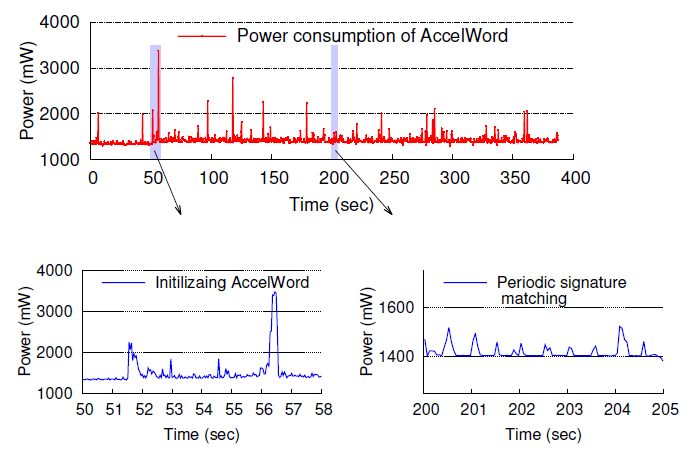 4000
3000
2000
1000
Power (mW)
Power consumption of AccelWord
0 50 100 150 200 250 300 350 400
Time (sec)
4000
3000
2000
1000
Power (mW)
Initilizaing AccelWord
50 51 52 53 54 55 56 57 58
Time (sec)
1600
1400
Power (mW)
Periodic signature
matching
200 201 202 203 204 205
Time (sec)